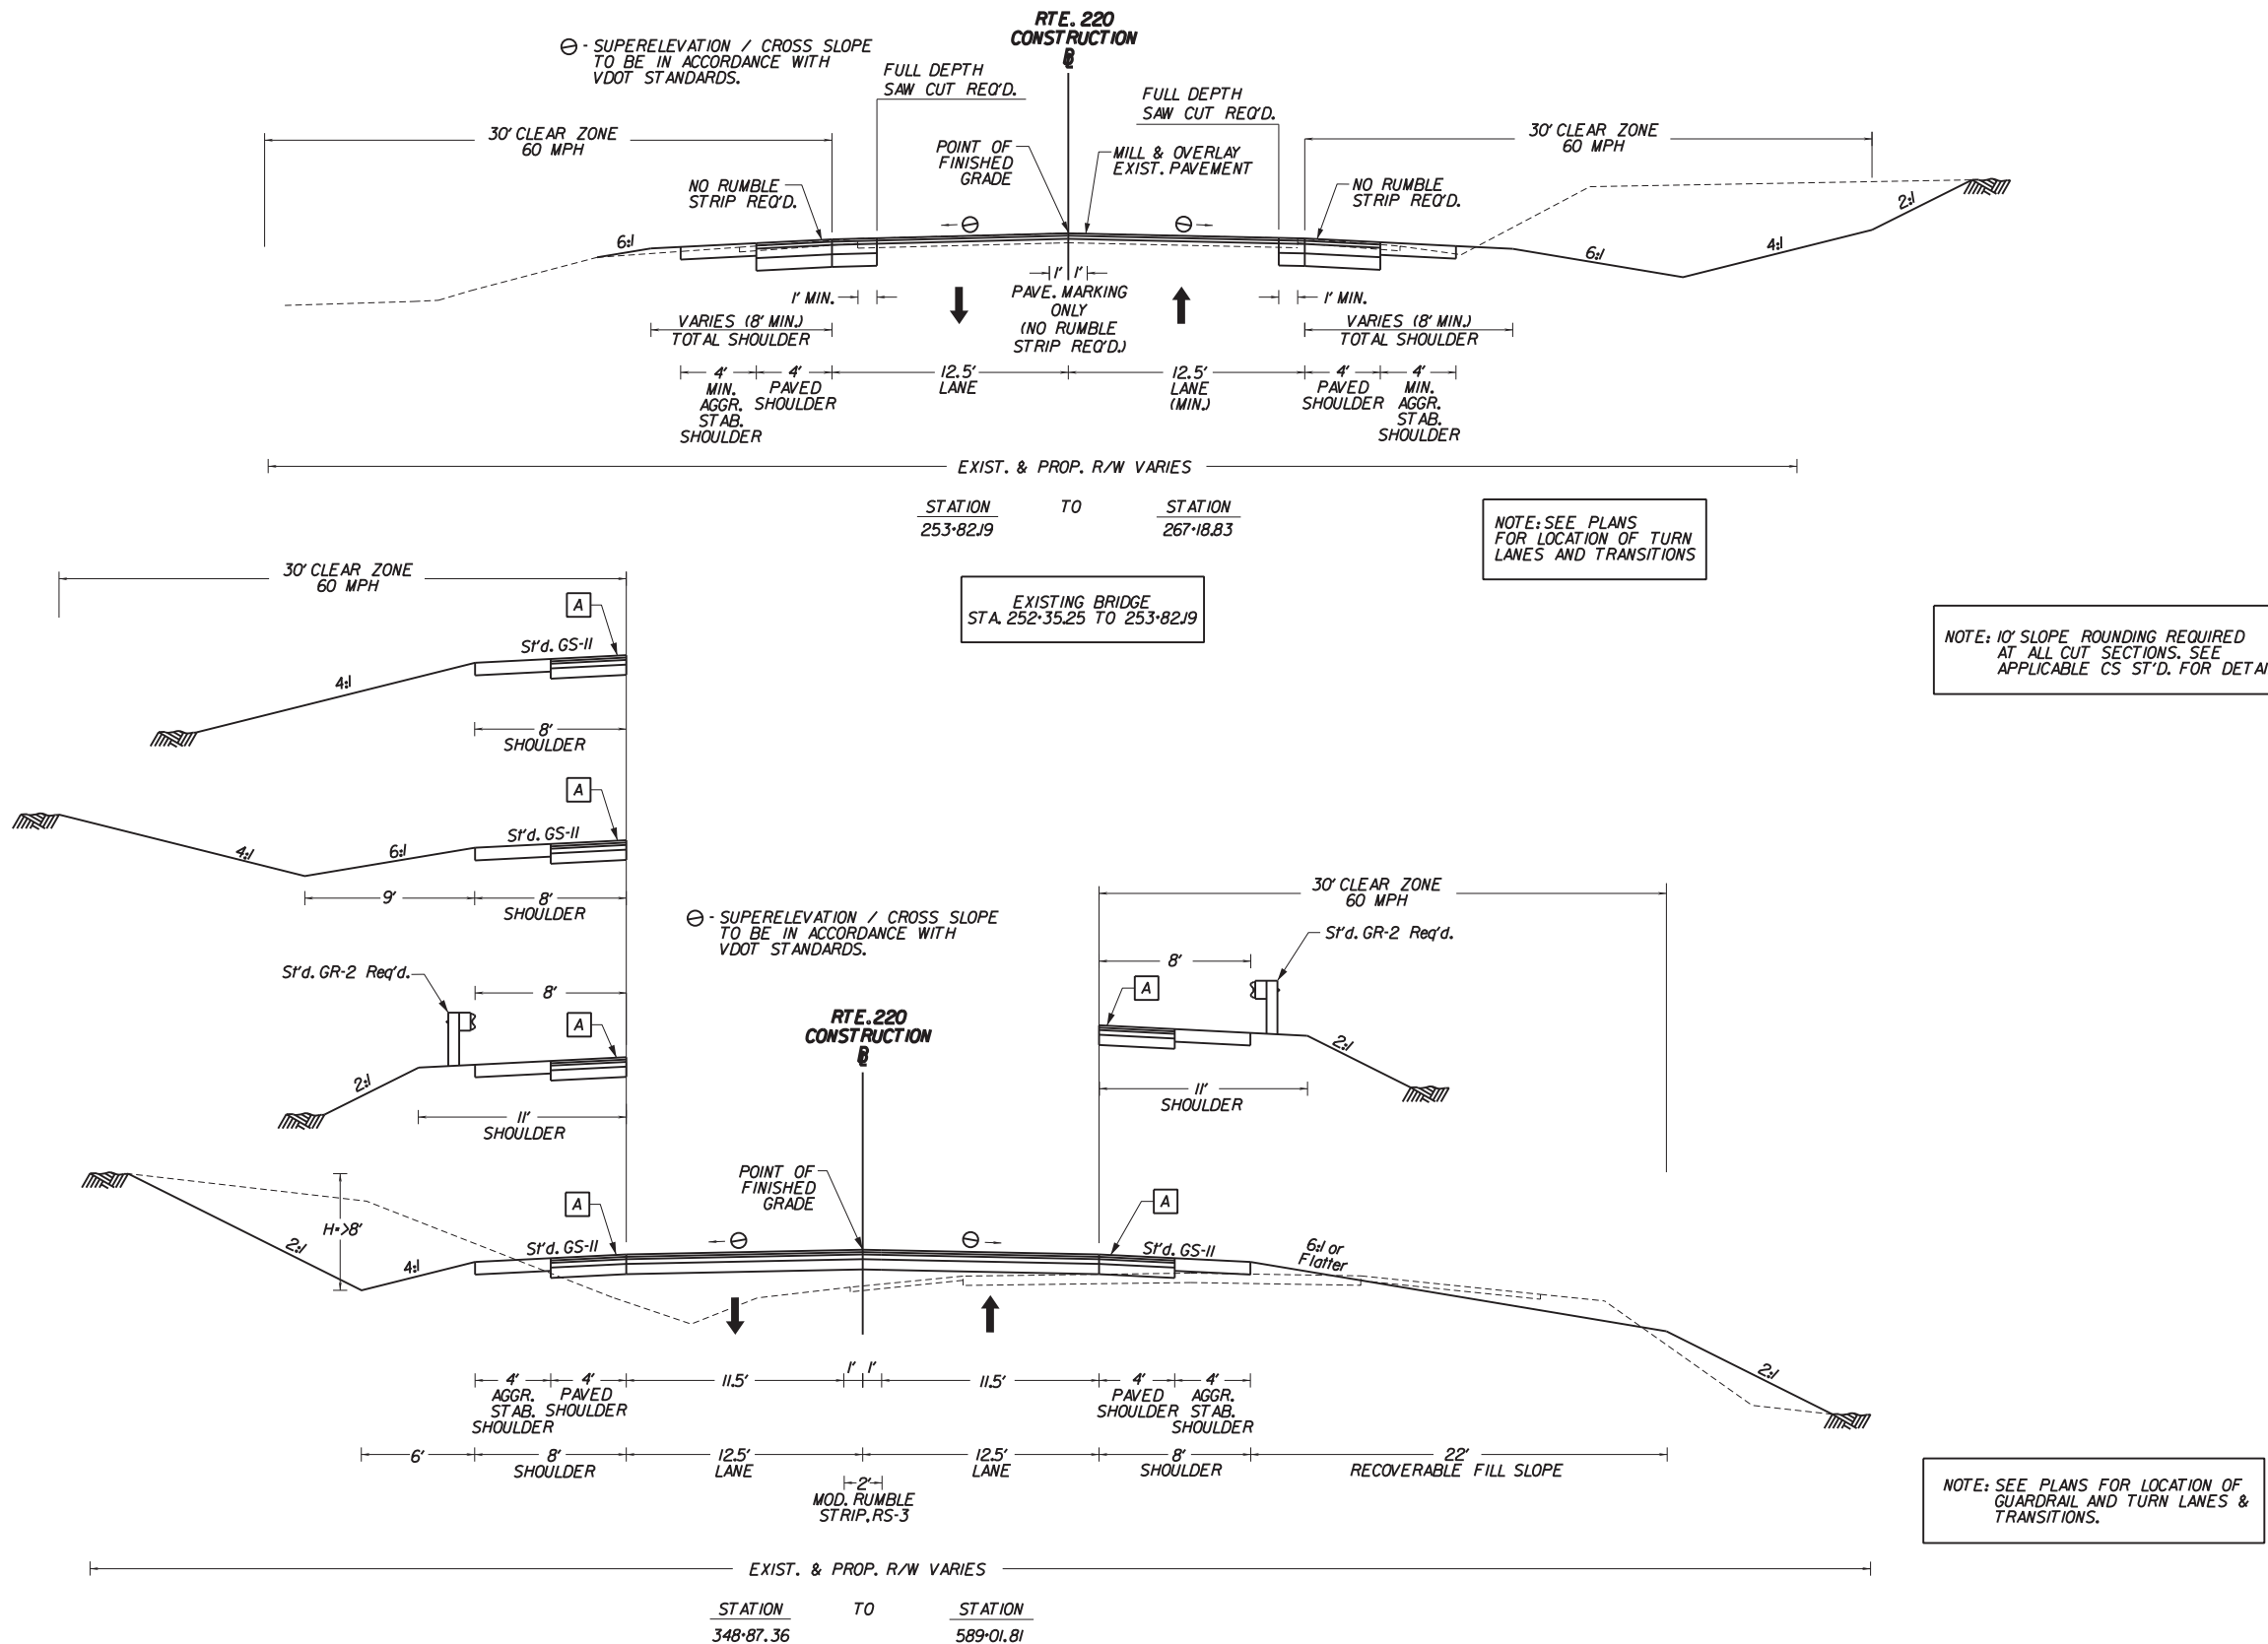 RTE. 220
CONSTRUCTION
⊖ - SUPERELEVATION / CROSS SLOPE
TO BE IN ACCORDANCE WITH
VDOT STANDARDS.
FULL DEPTH
SAW CUT REQ'D.
FULL DEPTH
SAW CUT REQ'D.
30' CLEAR ZONE
60 MPH
30' CLEAR ZONE
60 MPH
POINT OF
FINISHED
GRADE
MILL & OVERLAY
EXIST. PAVEMENT
NO RUMBLE
STRIP REQ'D.
NO RUMBLE
STRIP REQ'D.
2:1
6:1
4:1
6:1
1' 1'
PAVE. MARKING
ONLY
(NO RUMBLE
STRIP REQ'D.)
1' MIN.
1' MIN.
VARIES (8' MIN.)
TOTAL SHOULDER
VARIES (8' MIN.)
TOTAL SHOULDER
4'
MIN.
AGGR.
STAB.
SHOULDER
4'
PAVED
SHOULDER
12.5'
LANE
12.5'
LANE
(MIN.)
4'
PAVED
SHOULDER
4'
MIN.
AGGR.
STAB.
SHOULDER
EXIST. & PROP. R/W VARIES
STATION TO STATION
253+82.19 267+18.83
NOTE: SEE PLANS
FOR LOCATION OF TURN
LANES AND TRANSITIONS
EXISTING BRIDGE
STA. 252+35.25 TO 253+82.19
NOTE: 10' SLOPE ROUNDING REQUIRED
AT ALL CUT SECTIONS. SEE
APPLICABLE CS ST'D. FOR
30' CLEAR ZONE
60 MPH
A
St'd. GS-11
4:1
8'
SHOULDER
A
St'd. GS-11
4:1
6:1
9'
8'
SHOULDER
⊖ - SUPERELEVATION / CROSS SLOPE
TO BE IN ACCORDANCE WITH
VDOT STANDARDS.
30' CLEAR ZONE
60 MPH
St'd. GR-2 Req'd.
8'
A
2:1
11'
SHOULDER
St'd. GR-2 Req'd.
8'
A
2:1
11'
SHOULDER
RTE. 220
CONSTRUCTION
POINT OF
FINISHED
GRADE
H=>8'
2:1
4:1
A
St'd. GS-11
A
St'd. GS-11
6:1 or
Flatter
2:1
4'
AGGR.
STAB.
SHOULDER
4'
PAVED
SHOULDER
11.5'
1' 1'
11.5'
4'
PAVED
SHOULDER
4'
AGGR.
STAB.
SHOULDER
6'
8'
SHOULDER
12.5'
LANE
12.5'
LANE
8'
SHOULDER
22'
RECOVERABLE FILL SLOPE
2'
MOD. RUMBLE
STRIP, RS-3
NOTE: SEE PLANS FOR LOCATION OF
GUARDRAIL AND TURN LANES &
TRANSITIONS.
EXIST. & PROP. R/W VARIES
STATION TO STATION
348+87.36 589+01.81